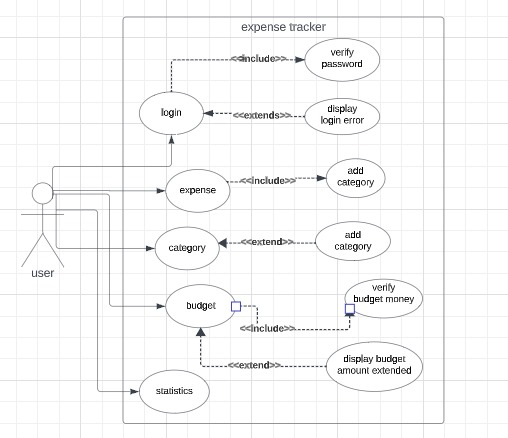 expense tracker
<<include>>
verify
password
login
<<extends>>
display
login error
expense
<<include>>
add
category
category
<<extend>>
add
category
user
budget
verify
budget money
<<include>>
<<extend>>
display budget
amount extended
statistics